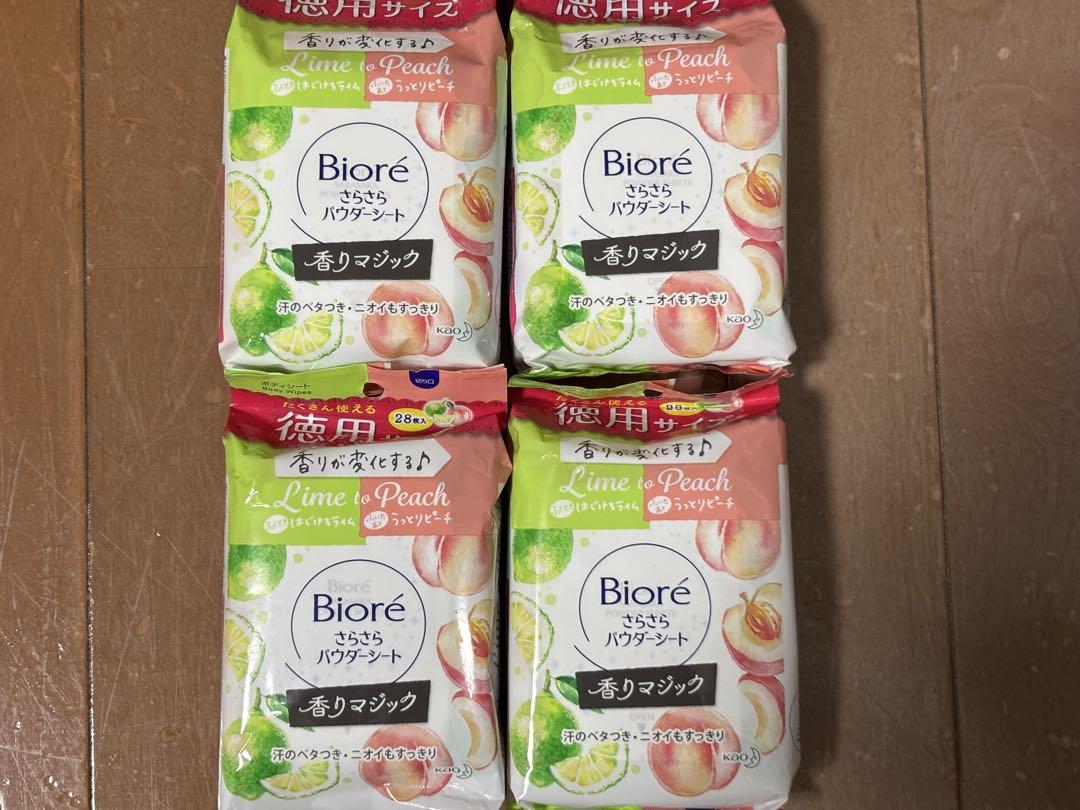 徳用サイズ
香りが変化する♪
Lime to Peach
はじけるライム
うっとりピーチ
Bioré
さらさら
パウダーシート
香りマジック
汗のベタつき・ニオイもすっきり
Kao
徳用サイズ
香りが変化する♪
Lime to Peach
はじけるライム
うっとりピーチ
Bioré
さらさら
パウダーシート
香りマジック
汗のベタつき・ニオイもすっきり
Kao
ボディシート
Body Wipes
切り口
たくさん使える
28枚入
徳用サイズ
香りが変化する♪
Lime to Peach
はじけるライム
うっとりピーチ
Bioré
さらさら
パウダーシート
香りマジック
汗のベタつき・ニオイもすっきり
Kao
たくさん使える
28枚入
徳用サイズ
香りが変化する♪
Lime to Peach
はじけるライム
うっとりピーチ
Bioré
さらさら
パウダーシート
香りマジック
汗のベタつき・ニオイもすっきり
Kao